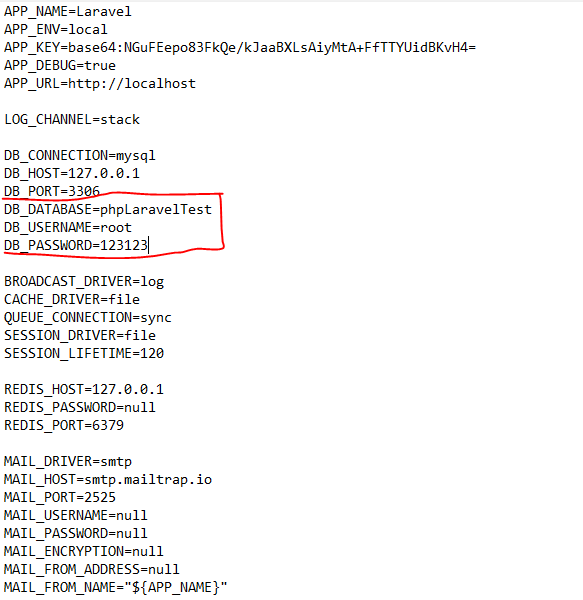 APP_NAME=Laravel
APP_ENV=local
APP_KEY=base64:NGuFEepo83FkQe/kJaaBXLsAiyMtA+FfTTYUidBKvH4=
APP_DEBUG=true
APP_URL=http://localhost
LOG_CHANNEL=stack
DB_CONNECTION=mysql
DB_HOST=127.0.0.1
DB_PORT=3306
DB_DATABASE=phpLaravelTest
DB_USERNAME=root
DB_PASSWORD=123123
BROADCAST_DRIVER=log
CACHE_DRIVER=file
QUEUE_CONNECTION=sync
SESSION_DRIVER=file
SESSION_LIFETIME=120
REDIS_HOST=127.0.0.1
REDIS_PASSWORD=null
REDIS_PORT=6379
MAIL_DRIVER=smtp
MAIL_HOST=smtp.mailtrap.io
MAIL_PORT=2525
MAIL_USERNAME=null
MAIL_PASSWORD=null
MAIL_ENCRYPTION=null
MAIL_FROM_ADDRESS=null
MAIL_FROM_NAME="${APP_NAME}"